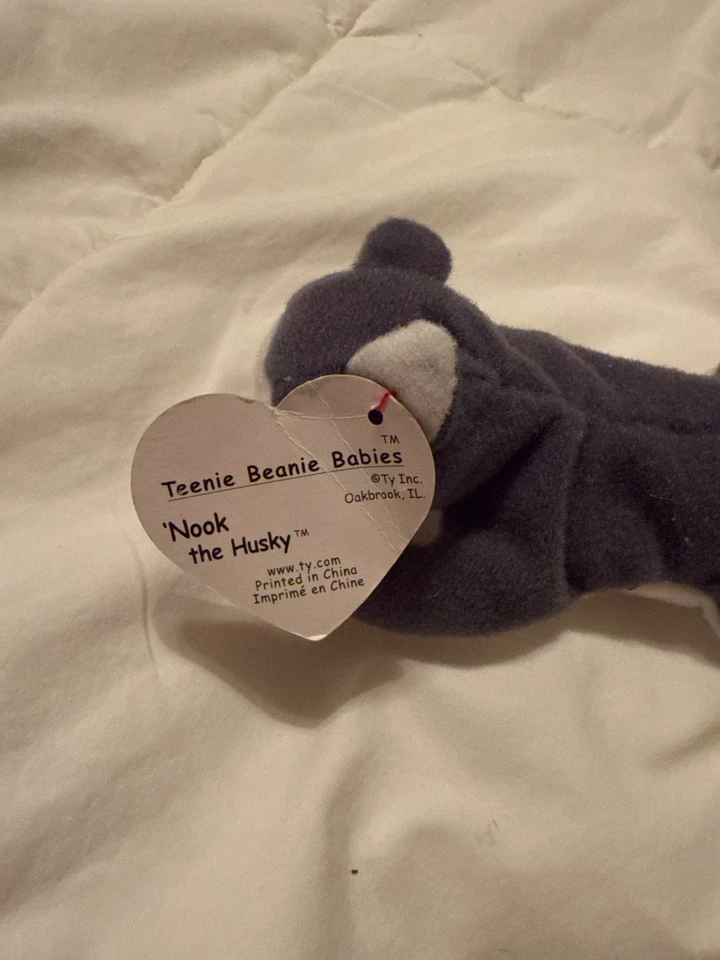 TM
Teenie Beanie Babies
©Ty Inc.
Oakbrook, IL.
'Nook
the Husky™
www.ty.com
Printed in China
Imprimé en Chine